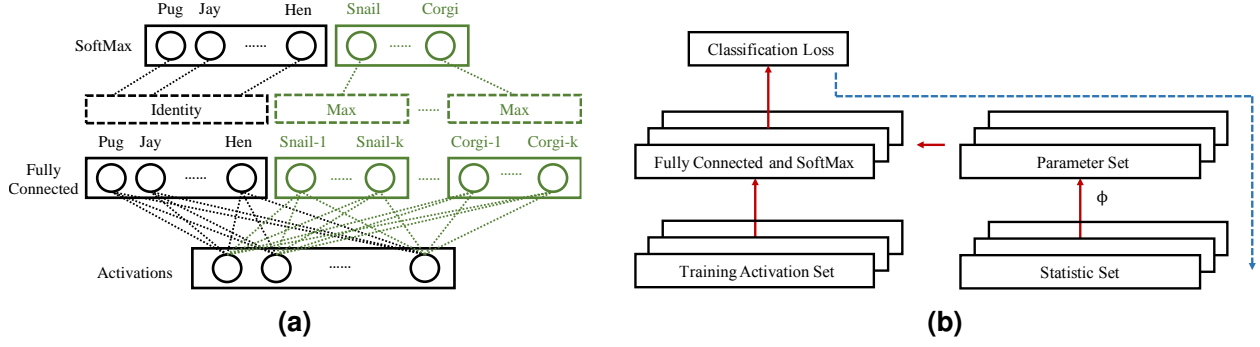 Pug Jay Hen Snail Corgi
SoftMax ...... ......
Identity Max ...... Max
Pug Jay Hen Snail-1 Snail-k Corgi-1 Corgi-k
Fully
Connected
...... ...... ...... ......
Activations ......
(a)
Classification Loss
Fully Connected and SoftMax
Parameter Set
ϕ
Training Activation Set
Statistic Set
(b)